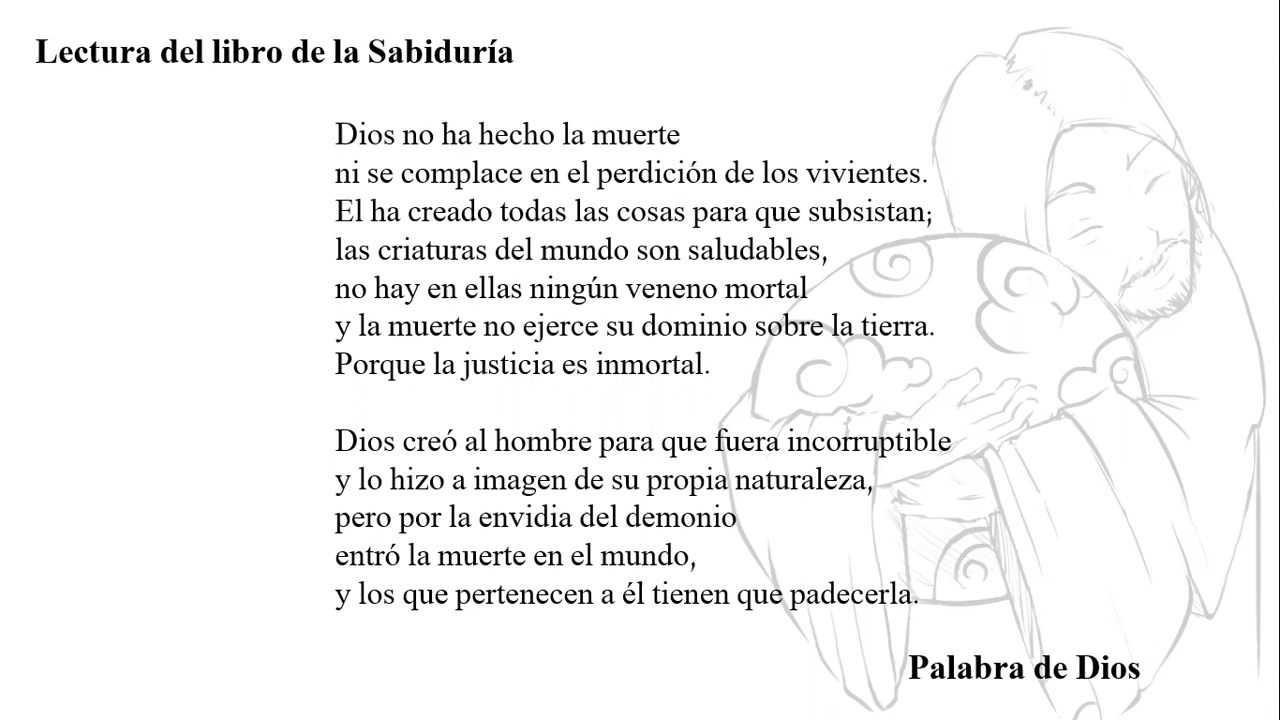 Lectura del libro de la Sabiduría
Dios no ha hecho la muerte
ni se complace en el perdición de los vivientes.
El ha creado todas las cosas para que subsistan;
las criaturas del mundo son saludables,
no hay en ellas ningún veneno mortal
y la muerte no ejerce su dominio sobre la tierra.
Porque la justicia es inmortal.
Dios creó al hombre para que fuera incorruptible
y lo hizo a imagen de su propia naturaleza,
pero por la envidia del demonio
entró la muerte en el mundo,
y los que pertenecen a él tienen que padecerla.
Palabra de Dios